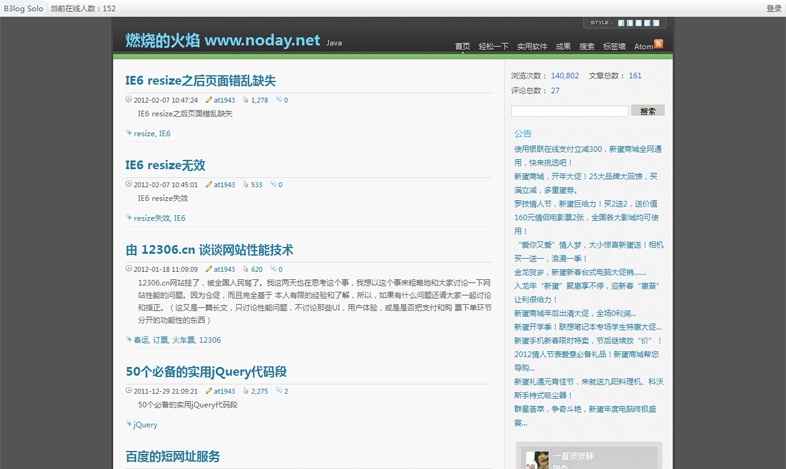 B3log Solo 当前在线人数：152 登录
STYLE：
燃烧的火焰 www.noday.net Java
首页 轻松一下 实用软件 成果 搜索 标签墙 Atom
IE6 resize之后页面错乱缺失
2012-02-07 10:47:24 at1943 1,278 0
IE6 resize之后页面错乱缺失
resize, IE6
IE6 resize无效
2012-02-07 10:45:01 at1943 533 0
IE6 resize失效
resize失效, IE6
由 12306.cn 谈谈网站性能技术
2012-01-18 11:09:09 at1943 620 0
12306.cn网站挂了，被全国人民骂了。我这两天也在思考这个事，我想以这个事来粗略地和大家讨论一下网
站性能的问题。因为仓促，而且完全基于 本人有限的经验和了解，所以，如果有什么问题还请大家一起讨论
和指正。（这又是一篇长文，只讨论性能问题，不讨论那些UI，用户体验，或是是否把支付和购 票下单环节
分开的功能性的东西）
春运, 订票, 火车票, 12306
50个必备的实用jQuery代码段
2011-12-29 21:09:21 at1943 2,275 2
50个必备的实用jQuery代码段
jQuery
百度的短网址服务
浏览次数： 140,802 文章总数： 161
评论总数： 27
搜索
公告
使用银联在线支付立减300，新蛋商城全网通
用，快来挑选吧！
新蛋商城，开年大促！25大品牌大回馈，买
满立减，多重蛋券。
罗技情人节，新蛋巨给力！买2送2，送价值
160元情侣电影票2张，全国各大影城均可使
用！
“爱你又爱”情人梦，大小惊喜新蛋送！相机
买一送一，浪漫一季！
金龙贺岁，新蛋新春台式电脑大促销......
入龙年“新蛋”聚惠享不停，迎新春“惠蓝”
让利很给力！
新蛋商城年后出清大促，全场0利润...
新蛋开学季！联想笔记本专场学生特惠大促...
新蛋手机新春限时特卖，节后继续放“价”！
2012情人节表爱意必备礼品！新蛋商城帮您
导购...
新蛋礼遇元宵佳节，来就送九阳料理机、科沃
斯手持式吸尘器！
群星荟萃，争奇斗艳，新蛋年度电脑终极盛
宴...